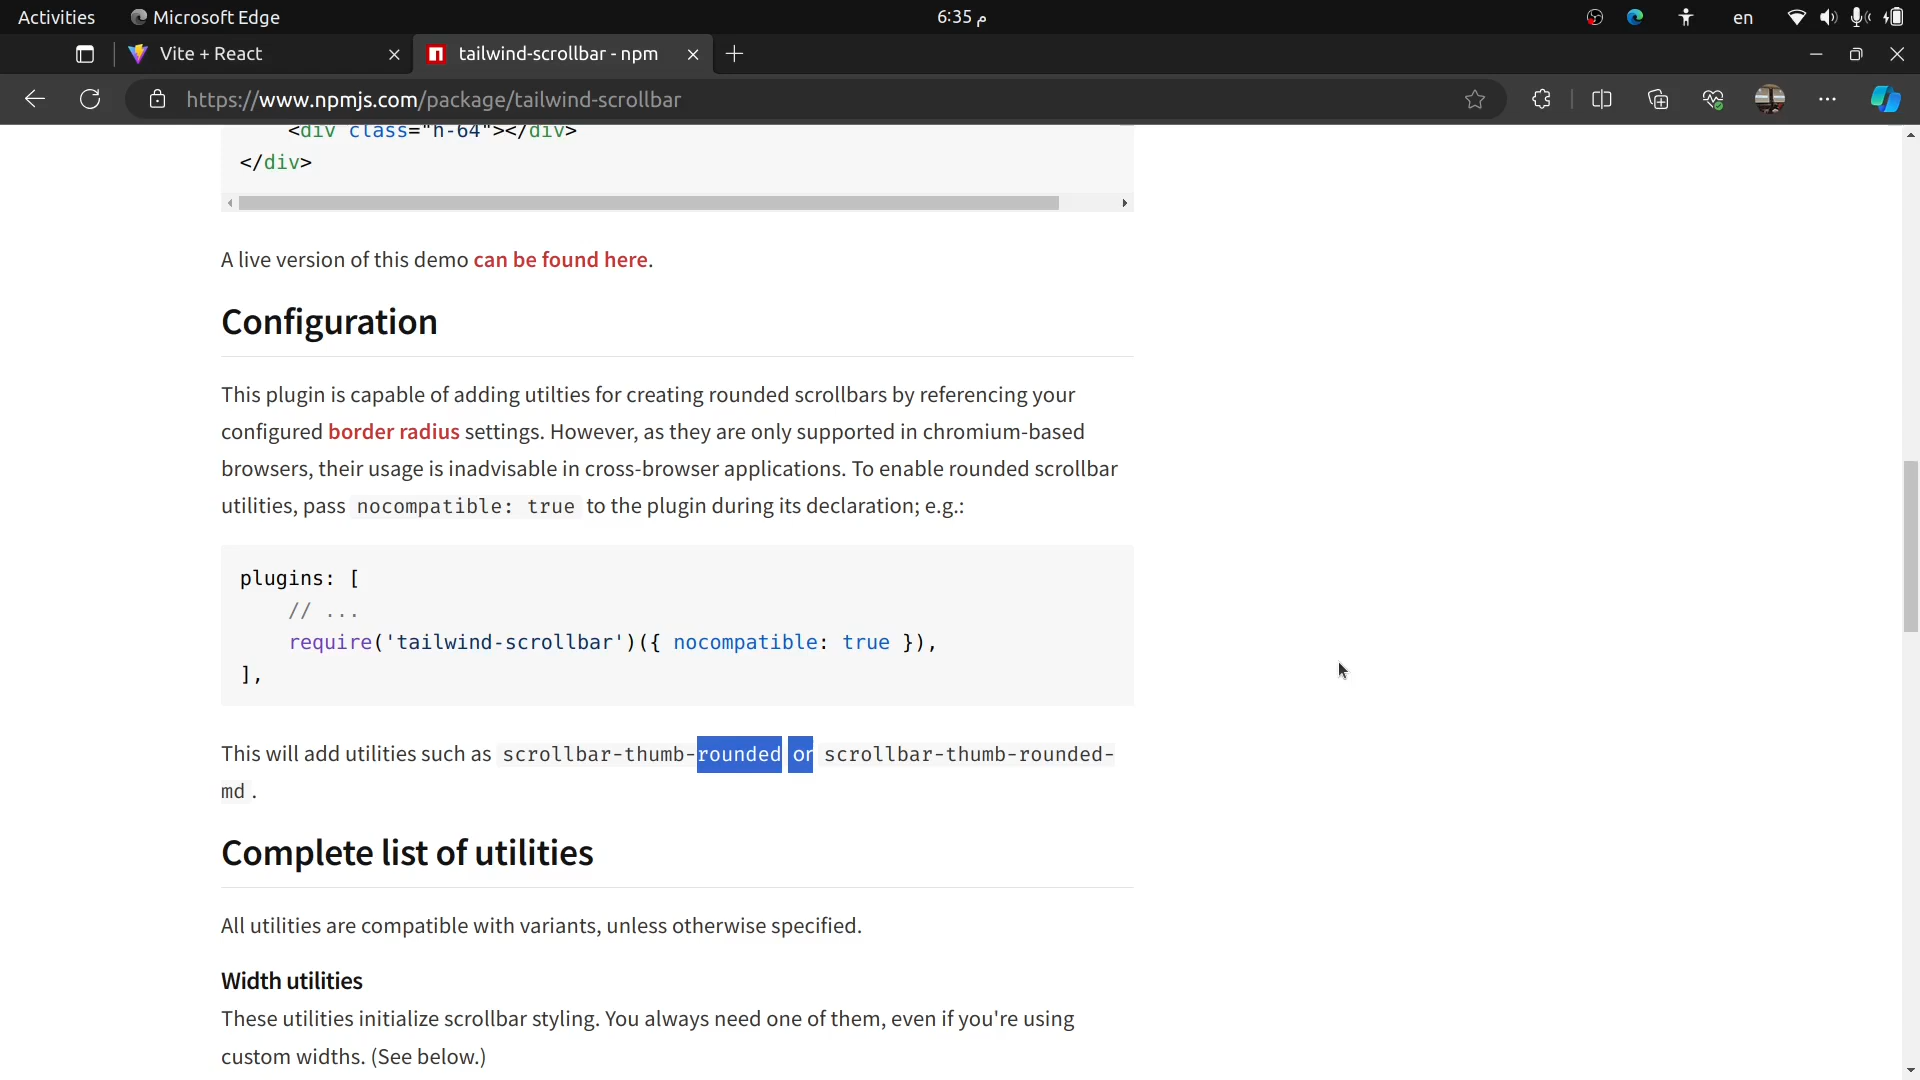 Activities
Microsoft Edge
6:35 م
en
Vite + React
tailwind-scrollbar - npm
https://www.npmjs.com/package/tailwind-scrollbar
<div class="h-64"></div>
</div>
A live version of this demo can be found here.
Configuration
This plugin is capable of adding utilties for creating rounded scrollbars by referencing your
configured border radius settings. However, as they are only supported in chromium-based
browsers, their usage is inadvisable in cross-browser applications. To enable rounded scrollbar
utilities, pass nocompatible: true to the plugin during its declaration; e.g.:
plugins: [
// ...
require('tailwind-scrollbar')({ nocompatible: true }),
],
This will add utilities such as scrollbar-thumb-rounded or scrollbar-thumb-rounded-
md .
Complete list of utilities
All utilities are compatible with variants, unless otherwise specified.
Width utilities
These utilities initialize scrollbar styling. You always need one of them, even if you're using
custom widths. (See below.)